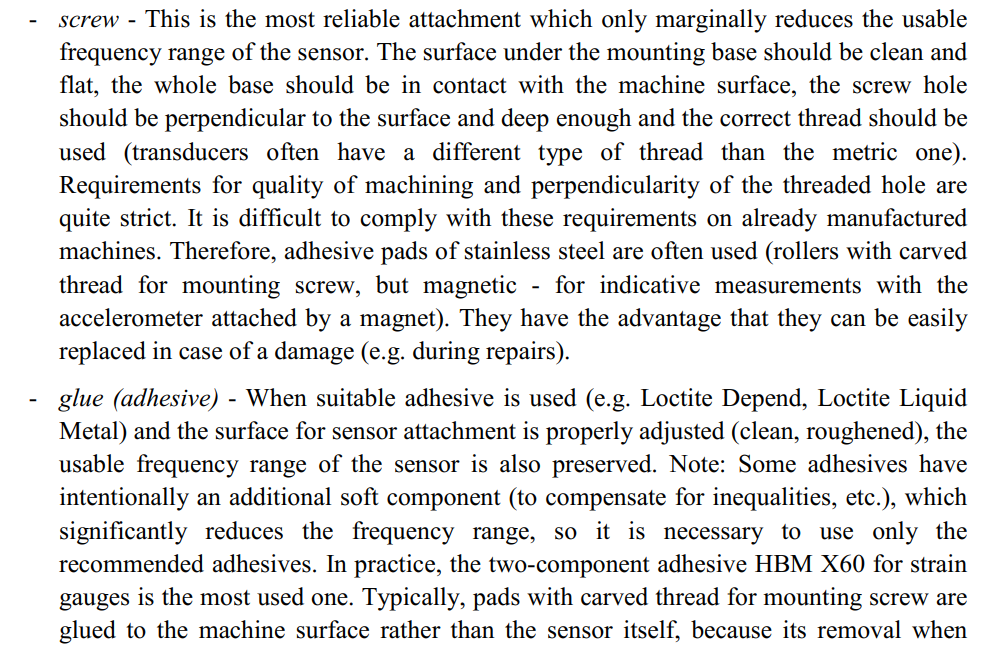 - screw - This is the most reliable attachment which only marginally reduces the usable
frequency range of the sensor. The surface under the mounting base should be clean and
flat, the whole base should be in contact with the machine surface, the screw hole
should be perpendicular to the surface and deep enough and the correct thread should be
used (transducers often have a different type of thread than the metric one).
Requirements for quality of machining and perpendicularity of the threaded hole are
quite strict. It is difficult to comply with these requirements on already manufactured
machines. Therefore, adhesive pads of stainless steel are often used (rollers with carved
thread for mounting screw, but magnetic - for indicative measurements with the
accelerometer attached by a magnet). They have the advantage that they can be easily
replaced in case of a damage (e.g. during repairs).
- glue (adhesive) - When suitable adhesive is used (e.g. Loctite Depend, Loctite Liquid
Metal) and the surface for sensor attachment is properly adjusted (clean, roughened), the
usable frequency range of the sensor is also preserved. Note: Some adhesives have
intentionally an additional soft component (to compensate for inequalities, etc.), which
significantly reduces the frequency range, so it is necessary to use only the
recommended adhesives. In practice, the two-component adhesive HBM X60 for strain
gauges is the most used one. Typically, pads with carved thread for mounting screw are
glued to the machine surface rather than the sensor itself, because its removal when